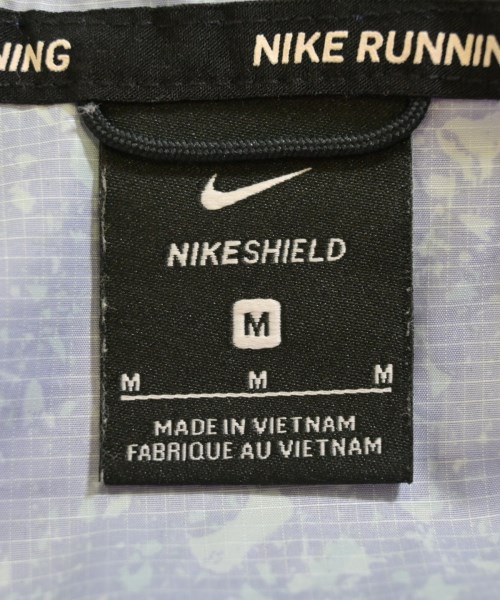 NING NIKE RUNNIN
NIKESHIELD
M
M M M
MADE IN VIETNAM
FABRIQUE AU VIETNAM